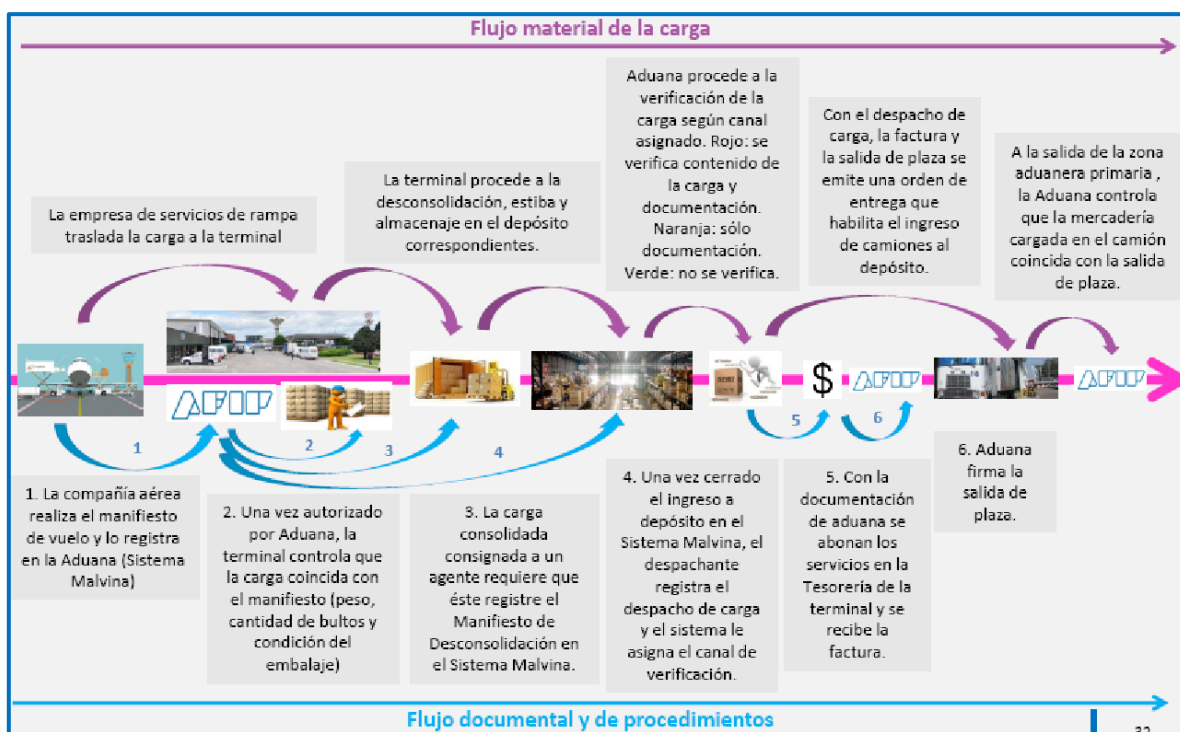 Flujo material de la carga
La empresa de servicios de rampa
traslada la carga a la terminal
La terminal procede a la
desconsolidación, estiba y
almacenaje en el depósito
correspondientes.
Aduana procede a la
verificación de la
carga según canal
asignado. Rojo: se
verifica contenido de
la carga y
documentación.
Naranja: sólo
documentación.
Verde: no se verifica.
Con el despacho de
carga, la factura y
la salida de plaza se
emite una orden de
entrega que
habilita el ingreso
de camiones al
depósito.
A la salida de la zona
aduanera primaria ,
la Aduana controla
que la mercadería
cargada en el camión
coincida con la salida
de plaza.
AFIP
$
AFIP
AFIP
1
2
3
4
5
6
1. La compañía aérea
realiza el manifiesto
de vuelo y lo registra
en la Aduana (Sistema
Malvina)
2. Una vez autorizado
por Aduana, la
terminal controla que
la carga coincida con
el manifiesto (peso,
cantidad de bultos y
condición del
embalaje)
3. La carga
consolidada
consignada a un
agente requiere que
éste registre el
Manifiesto de
Desconsolidación en
el Sistema Malvina.
4. Una vez cerrado
el ingreso a
depósito en el
Sistema Malvina, el
despachante
registra el
despacho de carga
y el sistema le
asigna el canal de
verificación.
5. Con la
documentación
de aduana se
abonan los
servicios en la
Tesorería de la
terminal y se
recibe la
factura.
6. Aduana
firma la
salida de
plaza.
Flujo documental y de procedimientos
32